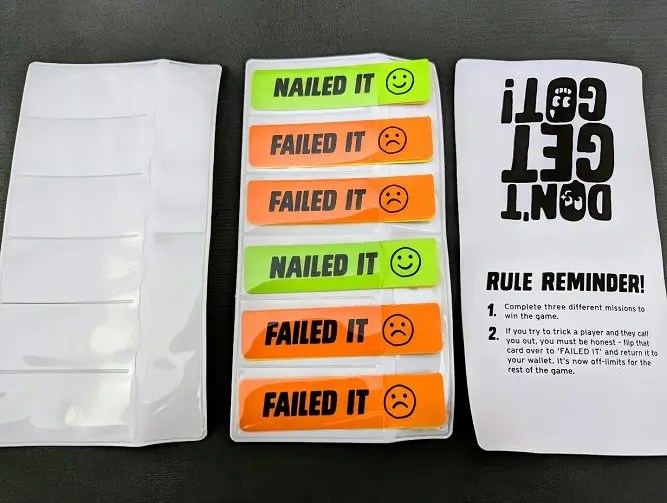 NAILED IT
FAILED IT
FAILED IT
NAILED IT
FAILED IT
FAILED IT
DON'T
GET
GOT!
RULE REMINDER!
1. Complete three different missions to
win the game.
2. If you try to trick a player and they call
you out, you must be honest - flip that
card over to 'FAILED IT' and return it to
your wallet. It's now off-limits for the
rest of the game.